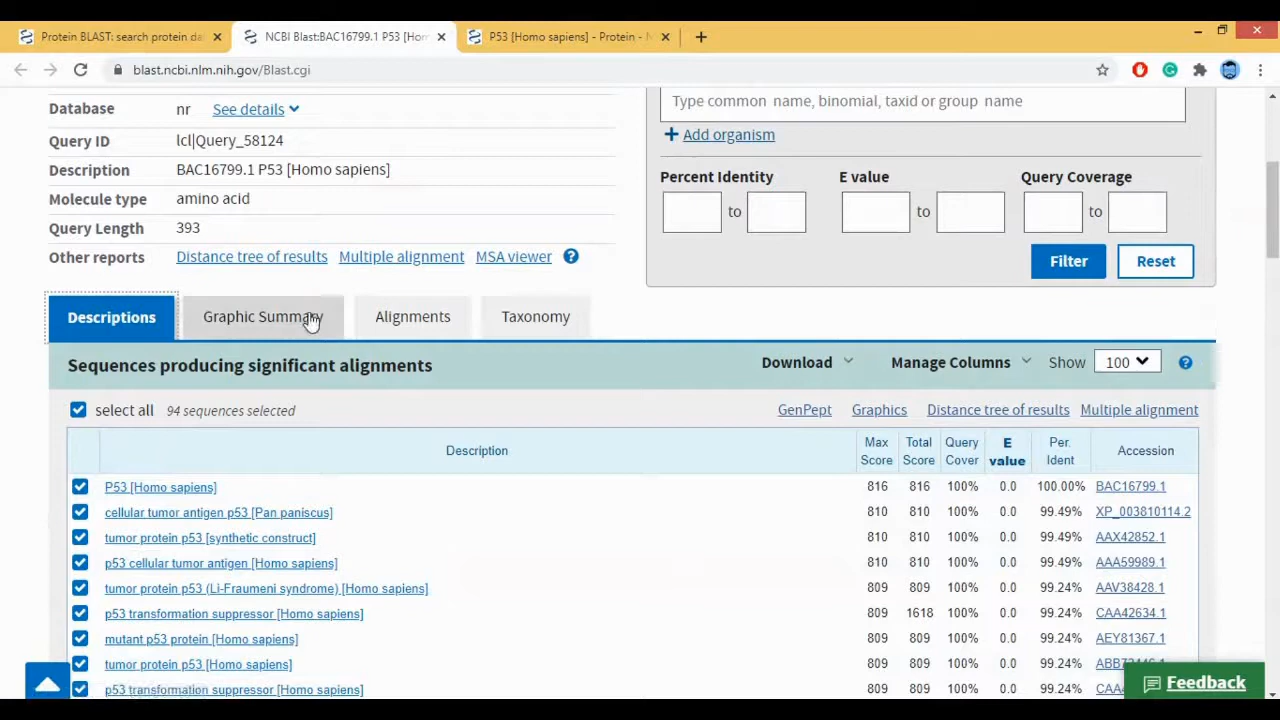 Protein BLAST: search protein da
NCBI Blast:BAC16799.1 P53 [Hom
P53 [Homo sapiens] - Protein - N
blast.ncbi.nlm.nih.gov/Blast.cgi
Database nr See details
Query ID lcl|Query_58124
Description BAC16799.1 P53 [Homo sapiens]
Molecule type amino acid
Query Length 393
Other reports Distance tree of results Multiple alignment MSA viewer ?
Type common name, binomial, taxid or group name
+ Add organism
Percent Identity E value Query Coverage
to to to
Filter Reset
Descriptions Graphic Summary Alignments Taxonomy
Sequences producing significant alignments Download Manage Columns Show 100 ?
select all 94 sequences selected GenPept Graphics Distance tree of results Multiple alignment
Description Max Score Total Score Query Cover E value Per. Ident Accession
P53 [Homo sapiens] 816 816 100% 0.0 100.00% BAC16799.1
cellular tumor antigen p53 [Pan paniscus] 810 810 100% 0.0 99.49% XP_003810114.2
tumor protein p53 [synthetic construct] 810 810 100% 0.0 99.49% AAX42852.1
p53 cellular tumor antigen [Homo sapiens] 810 810 100% 0.0 99.49% AAA59989.1
tumor protein p53 (Li-Fraumeni syndrome) [Homo sapiens] 809 809 100% 0.0 99.24% AAV38428.1
p53 transformation suppressor [Homo sapiens] 809 1618 100% 0.0 99.24% CAA42634.1
mutant p53 protein [Homo sapiens] 809 809 100% 0.0 99.24% AEY81367.1
tumor protein p53 [Homo sapiens] 809 809 100% 0.0 99.24%
p53 transformation suppressor [Homo sapiens] 809 809 100% 0.0 99.24%
Feedback